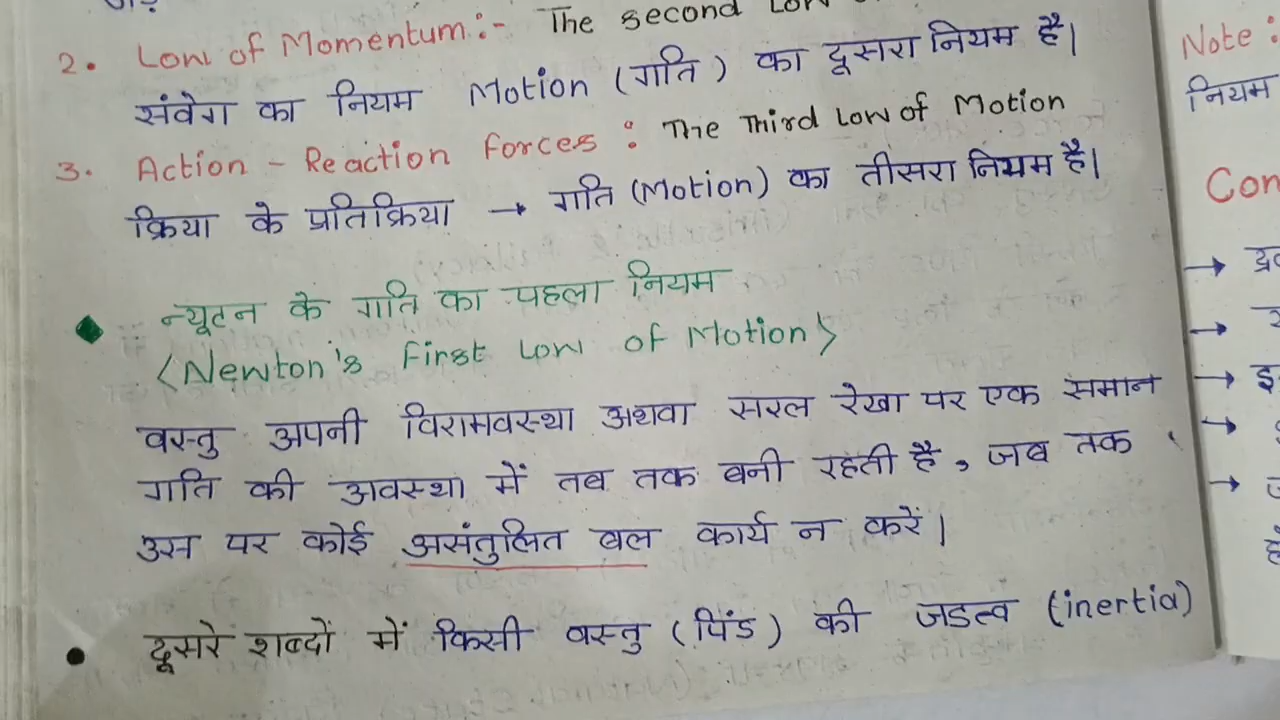 2. Low of Momentum:- The second Low
संवेग का नियम Motion (गति) का दूसरा नियम है।
3. Action - Reaction Forces : The Third Low of Motion
क्रिया के प्रतिक्रिया → गति (Motion) का तीसरा नियम है।
न्यूटन के गति का पहला नियम
<Newton's First Low of Motion>
वस्तु अपनी विरामवस्था अथवा सरल रेखा पर एक समान
गति की अवस्था में तब तक बनी रहती है, जब तक
उस पर कोई असंतुलित बल कार्य न करें।
• दूसरे शब्दों में किसी वस्तु (पिंड) की जडत्व (inertia)
Note :
नियम
Con
→
→
→
→
→